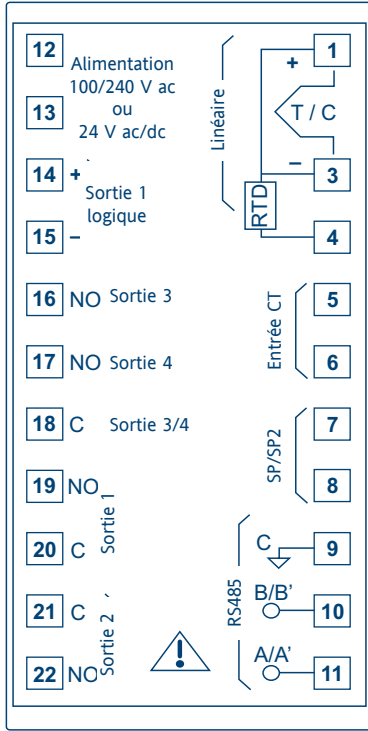 12
Alimentation
100/240 V ac
13
ou
24 V ac/dc
14 +
Sortie 1
logique
15 –
16 NO Sortie 3
17 NO Sortie 4
18 C Sortie 3/4
19 NO
Sortie 1
20 C
21 C
Sortie 2
22 NO
Linéaire
1
+
T / C
–
3
RTD
4
Entrée CT
5
6
SP/SP2
7
8
RS485
C 9
B/B' 10
A/A' 11
!